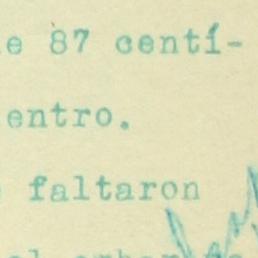 e 87 centí-
entro.
faltaron